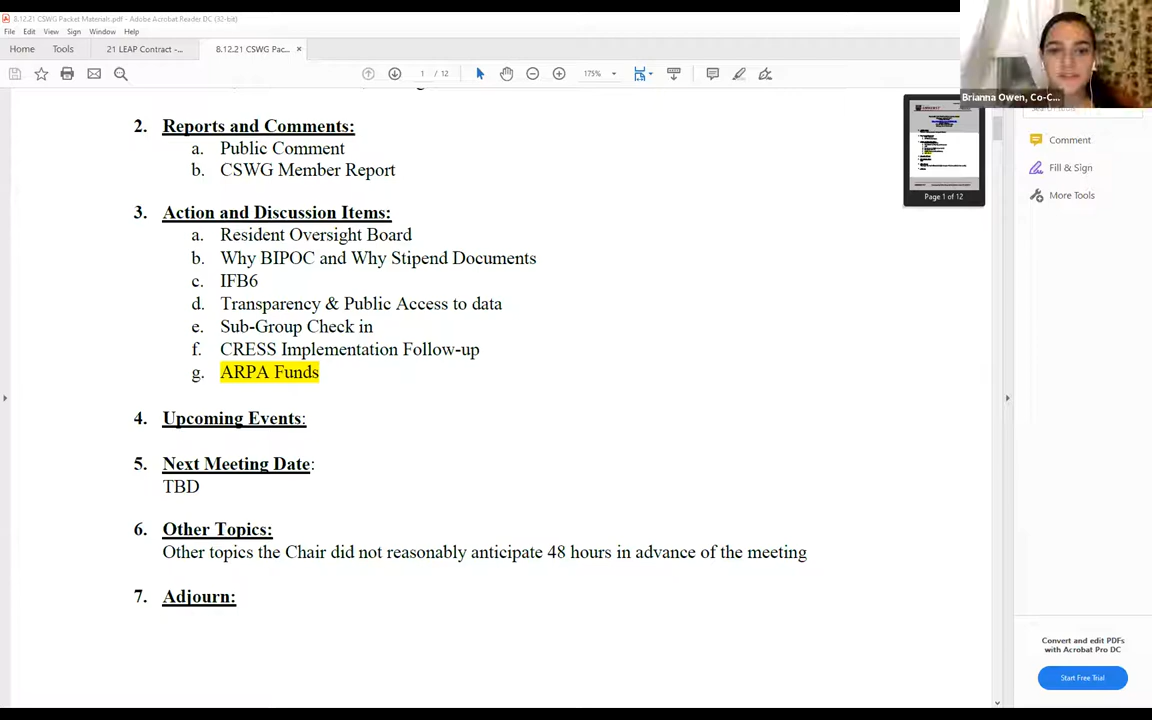 8.12.21 CSWG Packet Materials.pdf - Adobe Acrobat Reader DC (32-bit)
File Edit View Sign Window Help
Home Tools 21 LEAP Contract -... 8.12.21 CSWG Pac... ×
1 / 12 175%
Brianna Owen, Co-C...
2. Reports and Comments:
a. Public Comment
b. CSWG Member Report
3. Action and Discussion Items:
a. Resident Oversight Board
b. Why BIPOC and Why Stipend Documents
c. IFB6
d. Transparency & Public Access to data
e. Sub-Group Check in
f. CRESS Implementation Follow-up
g. ARPA Funds
4. Upcoming Events:
5. Next Meeting Date:
TBD
6. Other Topics:
Other topics the Chair did not reasonably anticipate 48 hours in advance of the meeting
7. Adjourn:
Page 1 of 12
Comment
Fill & Sign
More Tools
Convert and edit PDFs
with Acrobat Pro DC
Start Free Trial